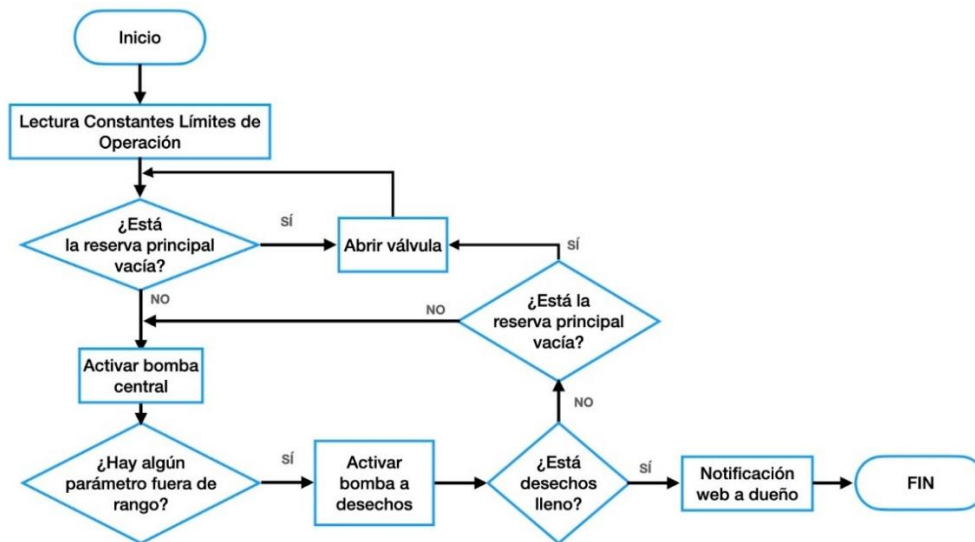 Inicio
Lectura Constantes Límites de
Operación
¿Está
la reserva principal
vacía?
SÍ
Abrir válvula
SÍ
NO
NO
¿Está la
reserva principal
vacía?
Activar bomba
central
NO
¿Hay algún
parámetro fuera de
rango?
SÍ
Activar
bomba a
desechos
¿Está
desechos
lleno?
SÍ
Notificación
web a dueño
FIN